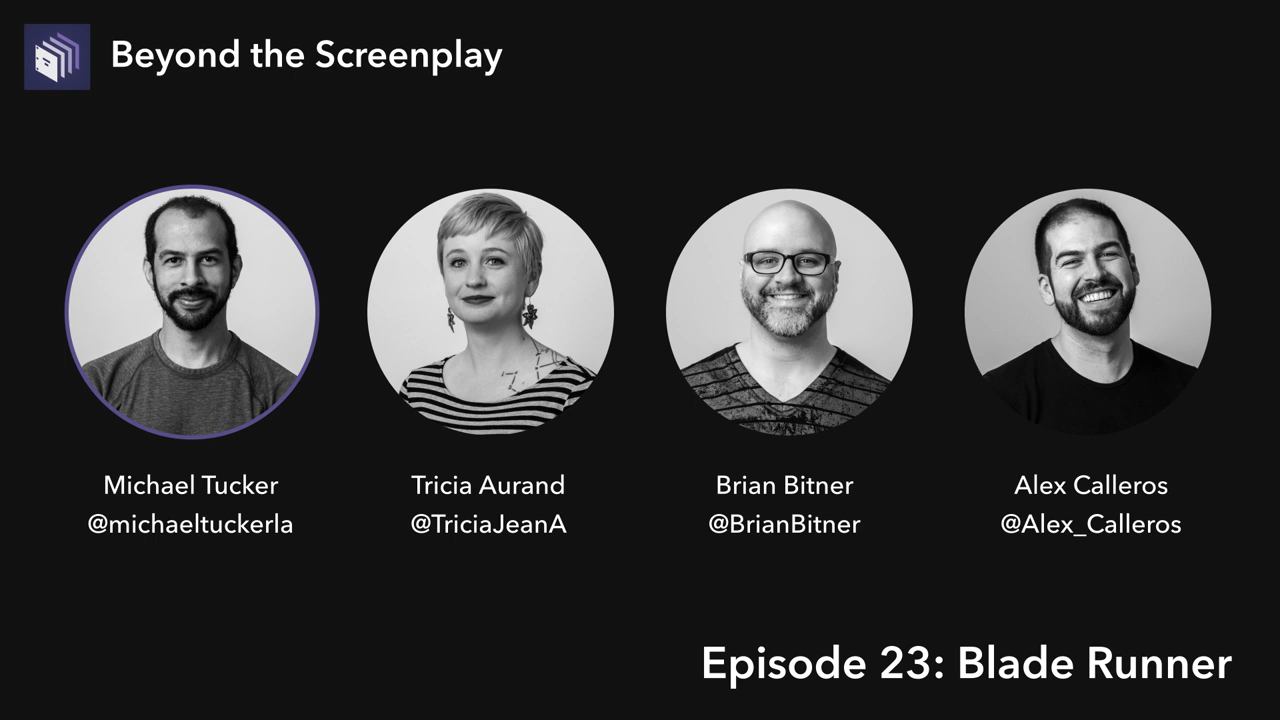 Beyond the Screenplay
Michael Tucker
@michaeltuckerla
Tricia Aurand
@TriciaJeanA
Brian Bitner
@BrianBitner
Alex Calleros
@Alex_Calleros
Episode 23: Blade Runner